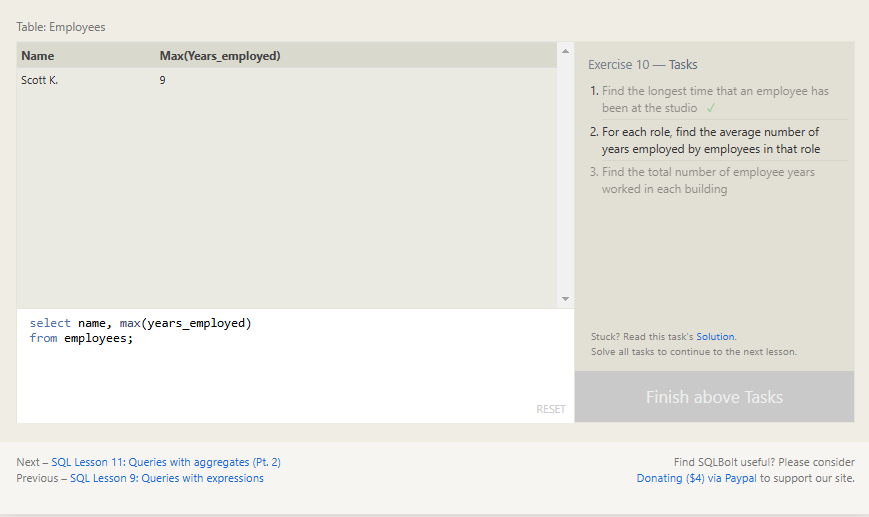 Table: Employees
Name Max(Years_employed)
Scott K. 9
select name, max(years_employed)
from employees;
RESET
Exercise 10 — Tasks
1. Find the longest time that an employee has
been at the studio ✓
2. For each role, find the average number of
years employed by employees in that role
3. Find the total number of employee years
worked in each building
Stuck? Read this task's Solution.
Solve all tasks to continue to the next lesson.
Finish above Tasks
Next – SQL Lesson 11: Queries with aggregates (Pt. 2)
Previous – SQL Lesson 9: Queries with expressions
Find SQLBolt useful? Please consider
Donating ($4) via Paypal to support our site.